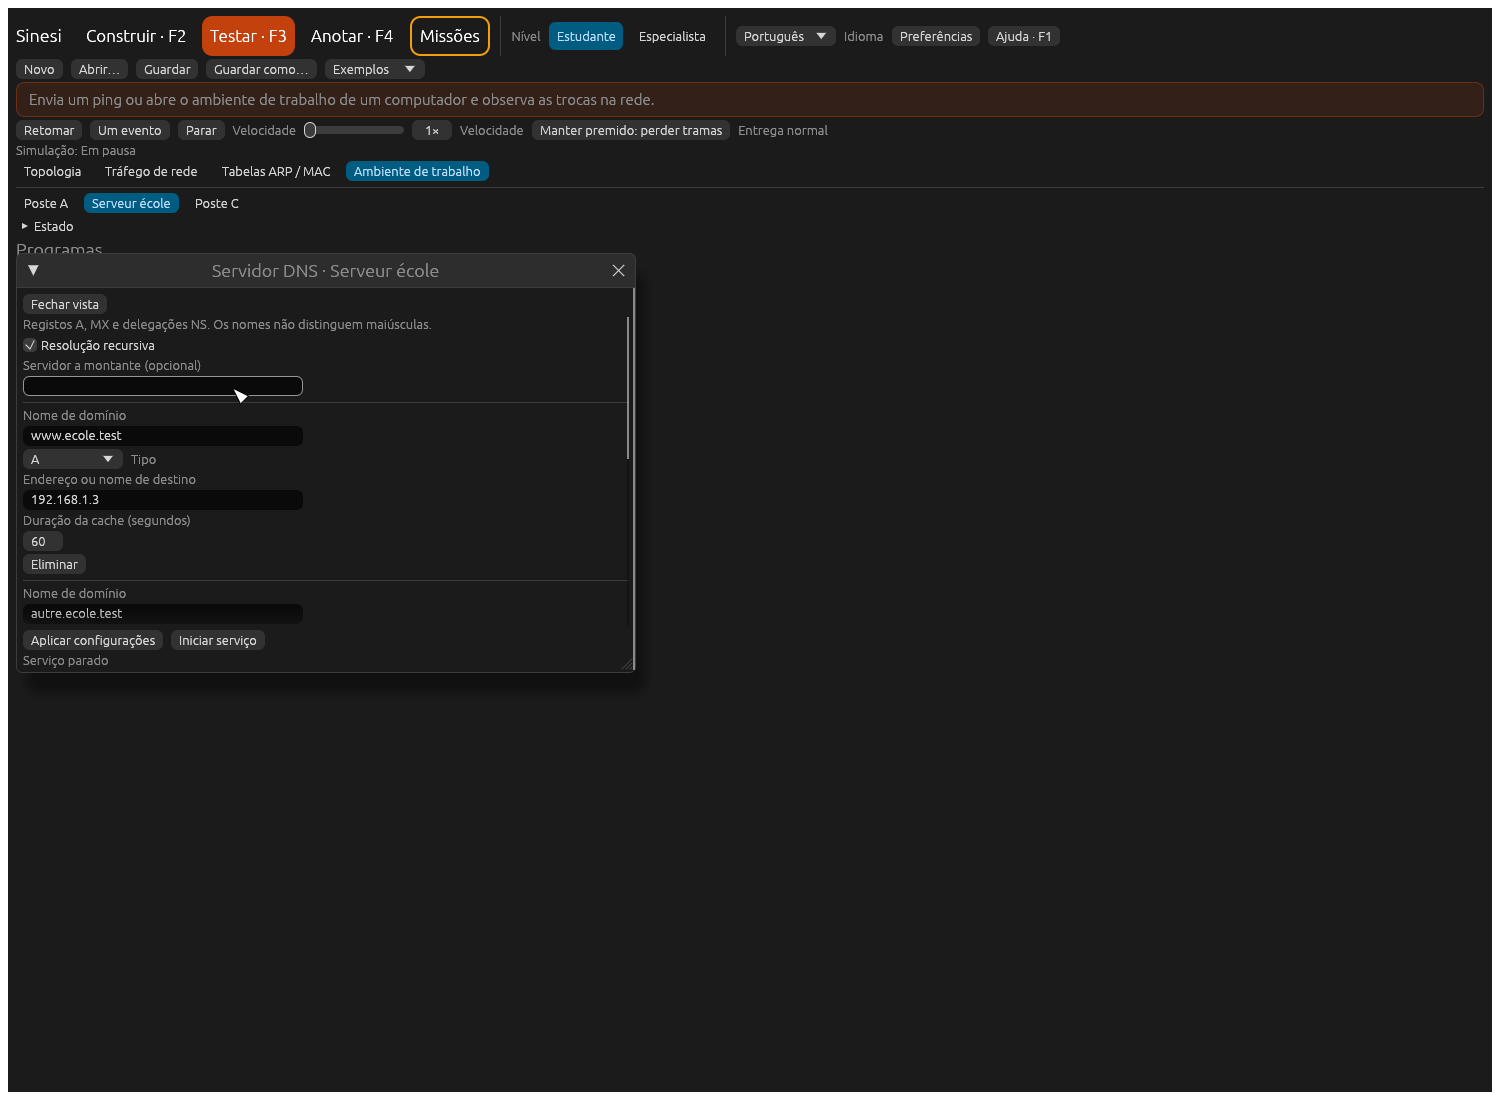 Sinesi Construir · F2 Testar · F3 Anotar · F4 Missões Nível Estudante Especialista Português Idioma Preferências Ajuda · F1
Novo Abrir... Guardar Guardar como... Exemplos
Envia um ping ou abre o ambiente de trabalho de um computador e observa as trocas na rede.
Retomar Um evento Parar Velocidade 1× Velocidade Manter premido: perder tramas Entrega normal
Simulação: Em pausa
Topologia Tráfego de rede Tabelas ARP / MAC Ambiente de trabalho
Poste A Serveur école Poste C
Estado
Programas
Servidor DNS · Serveur école
Fechar vista
Registos A, MX e delegações NS. Os nomes não distinguem maiúsculas.
Resolução recursiva
Servidor a montante (opcional)
Nome de domínio
www.ecole.test
A Tipo
Endereço ou nome de destino
192.168.1.3
Duração da cache (segundos)
60
Eliminar
Nome de domínio
autre.ecole.test
Aplicar configurações Iniciar serviço
Serviço parado